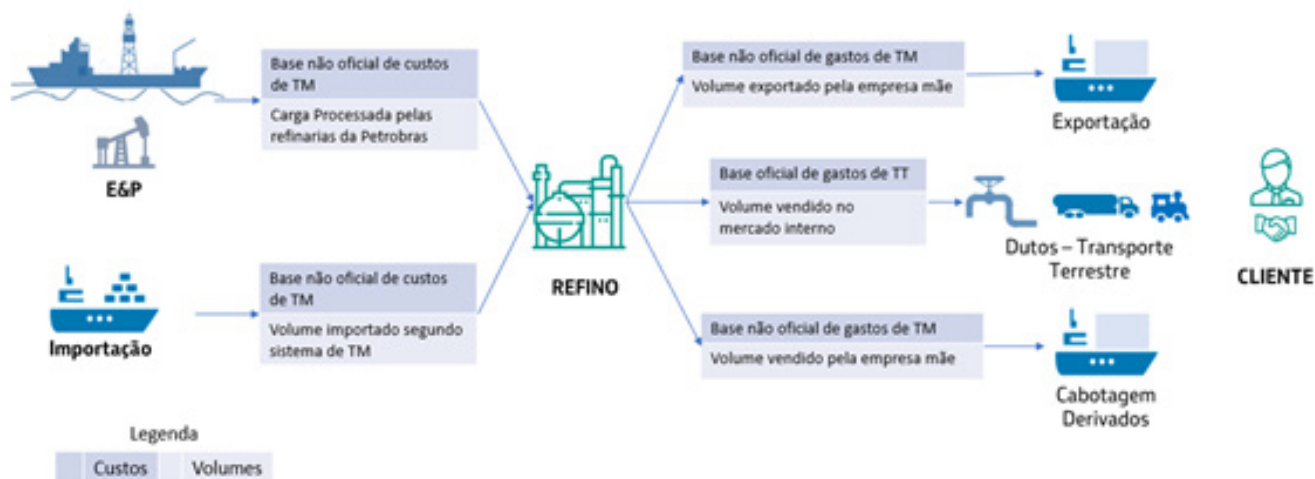 Base não oficial de custos
de TM
Carga Processada pelas
refinarias da Petrobras
E&P
Base não oficial de custos
de TM
Volume importado segundo
sistema de TM
Importação
REFINO
Base não oficial de gastos de TM
Volume exportado pela empresa mãe
Exportação
Base oficial de gastos de TT
Volume vendido no
mercado interno
Dutos – Transporte
Terrestre
Base não oficial de gastos de TM
Volume vendido pela empresa mãe
Cabotagem
Derivados
CLIENTE
Legenda
Custos
Volumes